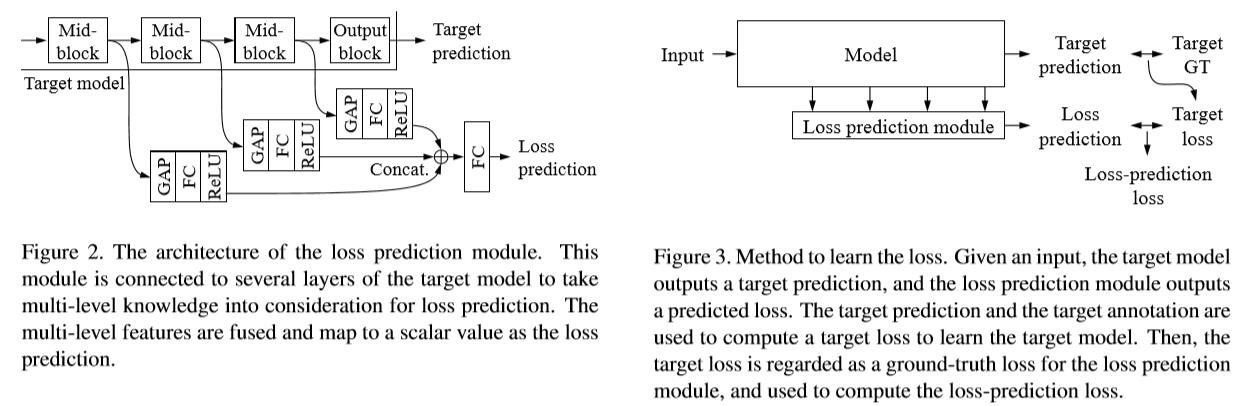 Mid-
block
Mid-
block
Mid-
block
Output
block
Target
prediction
Target model
GAP
FC
ReLU
GAP
FC
ReLU
GAP
FC
ReLU
Concat.
FC
Loss
prediction
Figure 2. The architecture of the loss prediction module. This
module is connected to several layers of the target model to take
multi-level knowledge into consideration for loss prediction. The
multi-level features are fused and map to a scalar value as the loss
prediction.
Input
Model
Target
prediction
Target
GT
Loss prediction module
Loss
prediction
Target
loss
Loss-prediction
loss
Figure 3. Method to learn the loss. Given an input, the target model
outputs a target prediction, and the loss prediction module outputs
a predicted loss. The target prediction and the target annotation are
used to compute a target loss to learn the target model. Then, the
target loss is regarded as a ground-truth loss for the loss prediction
module, and used to compute the loss-prediction loss.